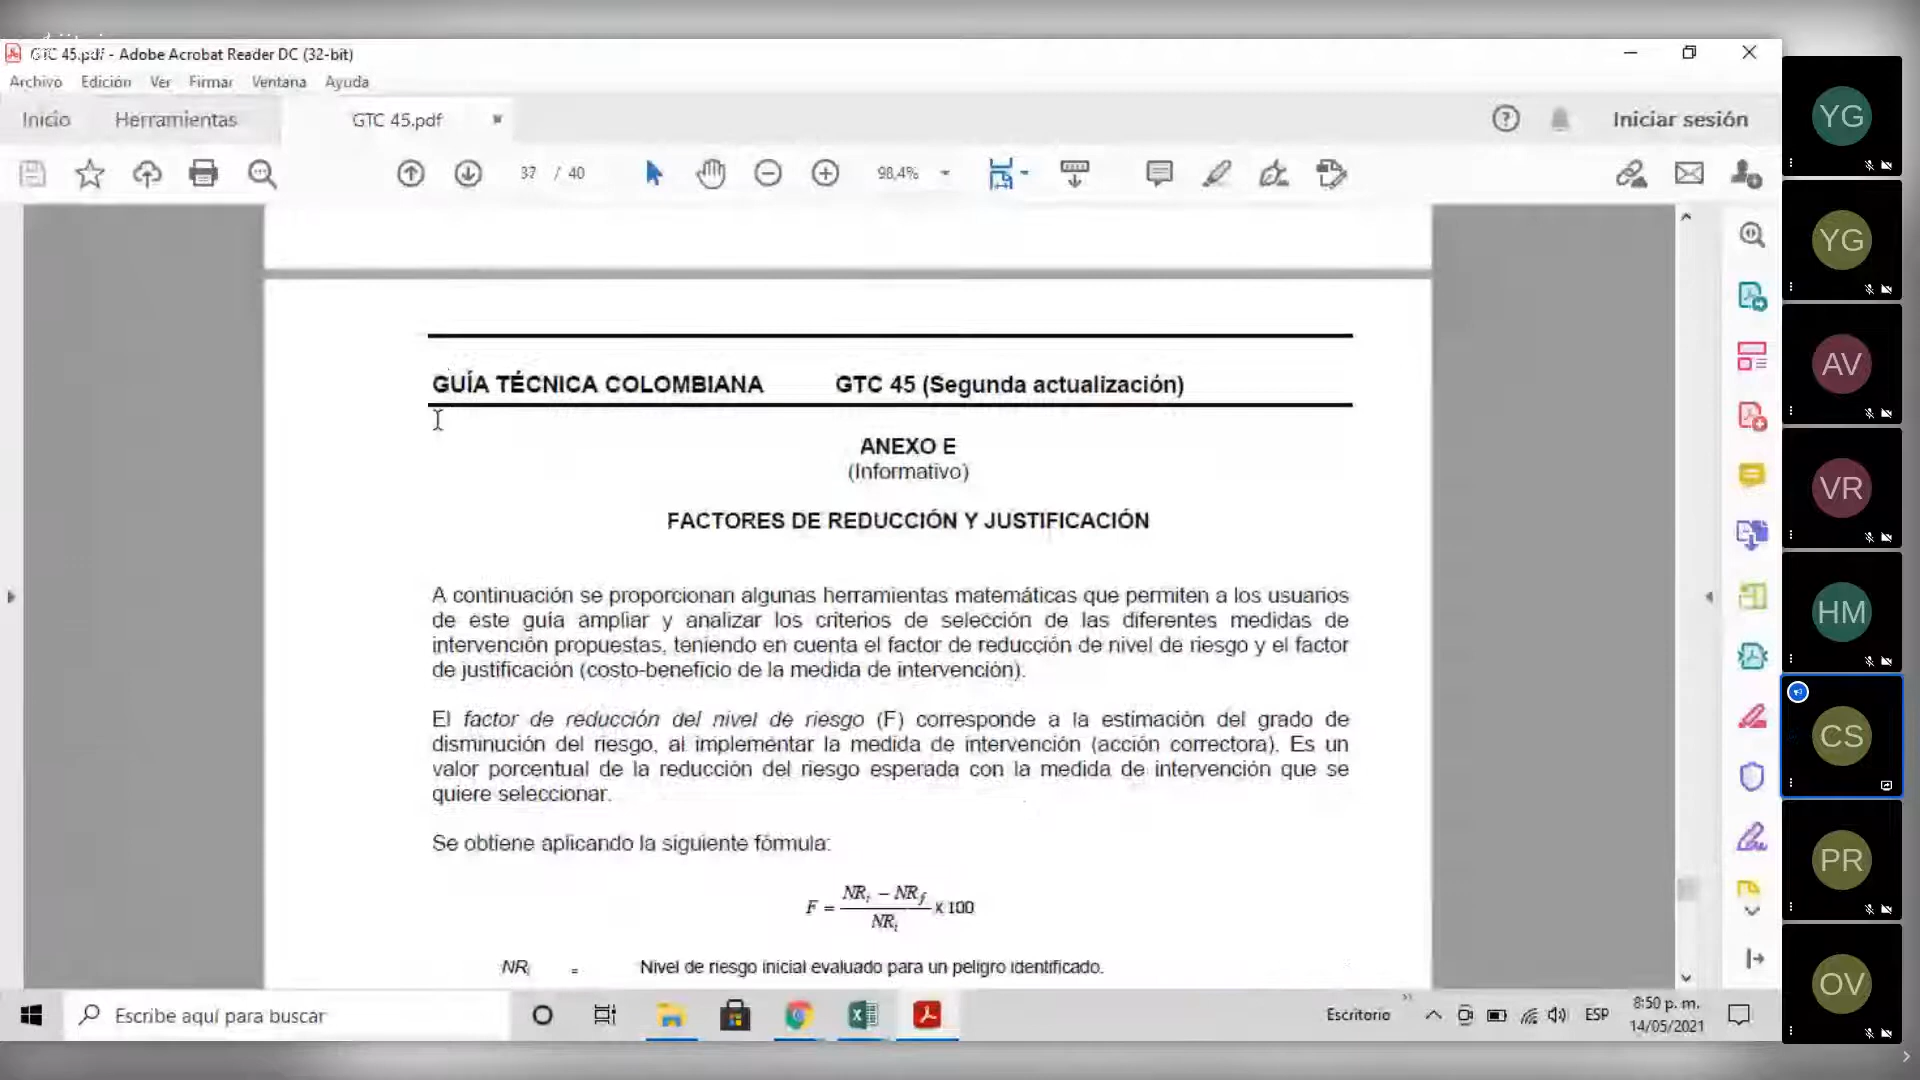 GTC 45.pdf - Adobe Acrobat Reader DC (32-bit)
Archivo Edición Ver Firmar Ventana Ayuda
Inicio Herramientas GTC 45.pdf Iniciar sesión
37 / 40 98,4%
GUÍA TÉCNICA COLOMBIANA GTC 45 (Segunda actualización)
ANEXO E
(Informativo)
FACTORES DE REDUCCIÓN Y JUSTIFICACIÓN
A continuación se proporcionan algunas herramientas matemáticas que permiten a los usuarios
de este guía ampliar y analizar los criterios de selección de las diferentes medidas de
intervención propuestas, teniendo en cuenta el factor de reducción de nivel de riesgo y el factor
de justificación (costo-beneficio de la medida de intervención).
El factor de reducción del nivel de riesgo (F) corresponde a la estimación del grado de
disminución del riesgo, al implementar la medida de intervención (acción correctora). Es un
valor porcentual de la reducción del riesgo esperada con la medida de intervención que se
quiere seleccionar.
Se obtiene aplicando la siguiente fórmula:
F = (NRi – NRf) / NRi X 100
NRi = Nivel de riesgo inicial evaluado para un peligro identificado.
Escribe aquí para buscar
Escritorio
ESP
8:50 p. m.
14/05/2021
YG
YG
AV
VR
HM
CS
PR
OV